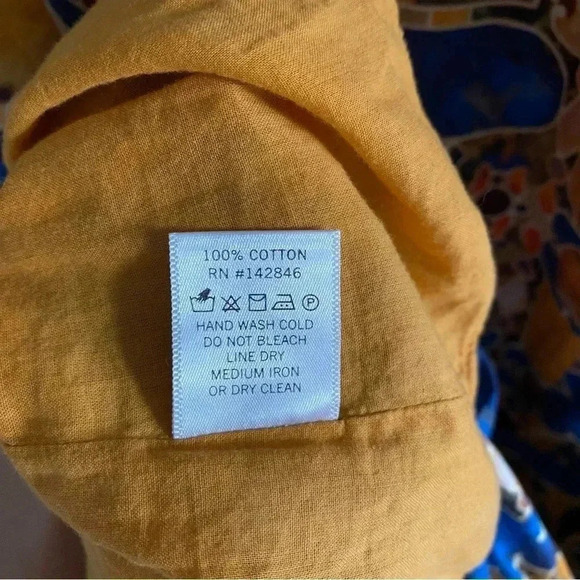 100% COTTON
RN #142846
P
HAND WASH COLD
DO NOT BLEACH
LINE DRY
MEDIUM IRON
OR DRY CLEAN